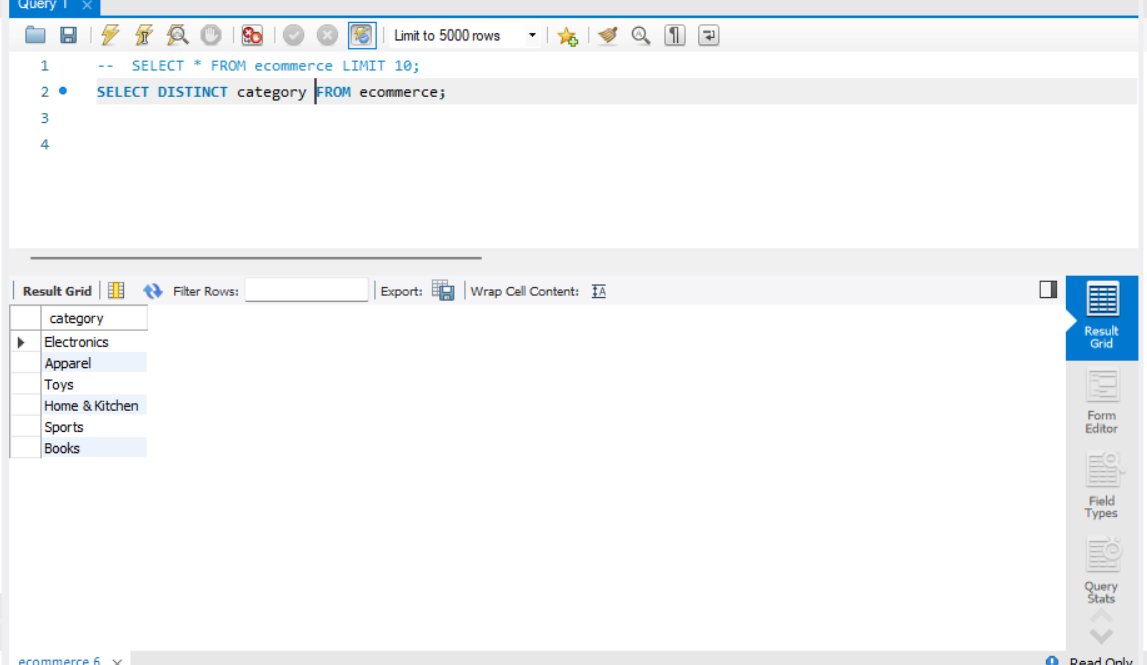 Query 1
Limit to 5000 rows
1 -- SELECT * FROM ecommerce LIMIT 10;
2 SELECT DISTINCT category FROM ecommerce;
3
4
Result Grid Filter Rows: Export: Wrap Cell Content: IA
category
Electronics
Apparel
Toys
Home & Kitchen
Sports
Books
Result
Grid
Form
Editor
Field
Types
Query
Stats
ecommerce 6
Read Only